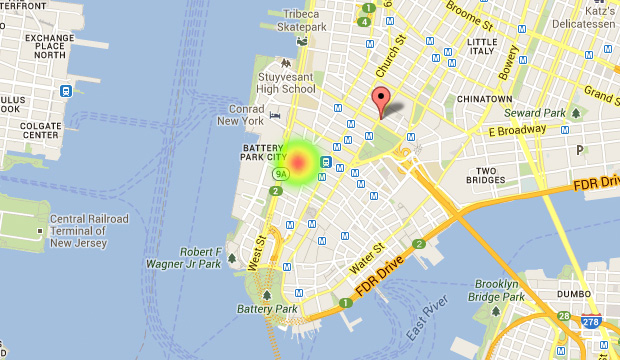 TERFRONT
EXCHANGE
PLACE
NORTH
ULUS
OOK
COLGATE
CENTER
Central Railroad
Terminal of
New Jersey
Tribeca
Skatepark
Stuyvesant
High School
Conrad
New York
BATTERY
PARK CITY
9A
2
1
4
Church St
Broome St
LITTLE
ITALY
Bowery
Katz's
Delicatessen
Grand S
CHINATOWN
Seward Park
E Broadway
P
TWO
BRIDGES
FDR Driv
M
West St
Robert F
Wagner Jr Park
Battery Park
Water St
FDR Drive
2
1
East River
Brooklyn
Bridge Park
DUMBO
28
278